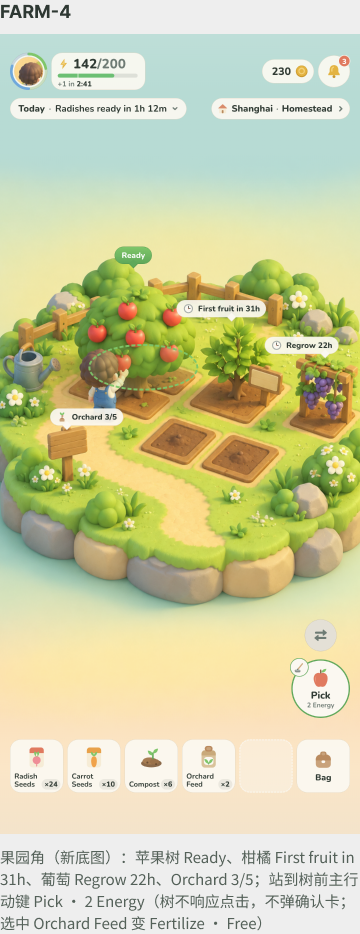 FARM-4
142/200
+1 in 2:41
230
3
Today · Radishes ready in 1h 12m
Shanghai · Homestead
Ready
First fruit in 31h
Regrow 22h
Orchard 3/5
Pick
2 Energy
Radish Seeds ×24
Carrot Seeds ×10
Compost ×6
Orchard Feed ×2
Bag
果园角（新底图）：苹果树 Ready、柑橘 First fruit in
31h、葡萄 Regrow 22h、Orchard 3/5；站到树前主行
动键 Pick · 2 Energy（树不响应点击，不弹确认卡；
选中 Orchard Feed 变 Fertilize · Free）